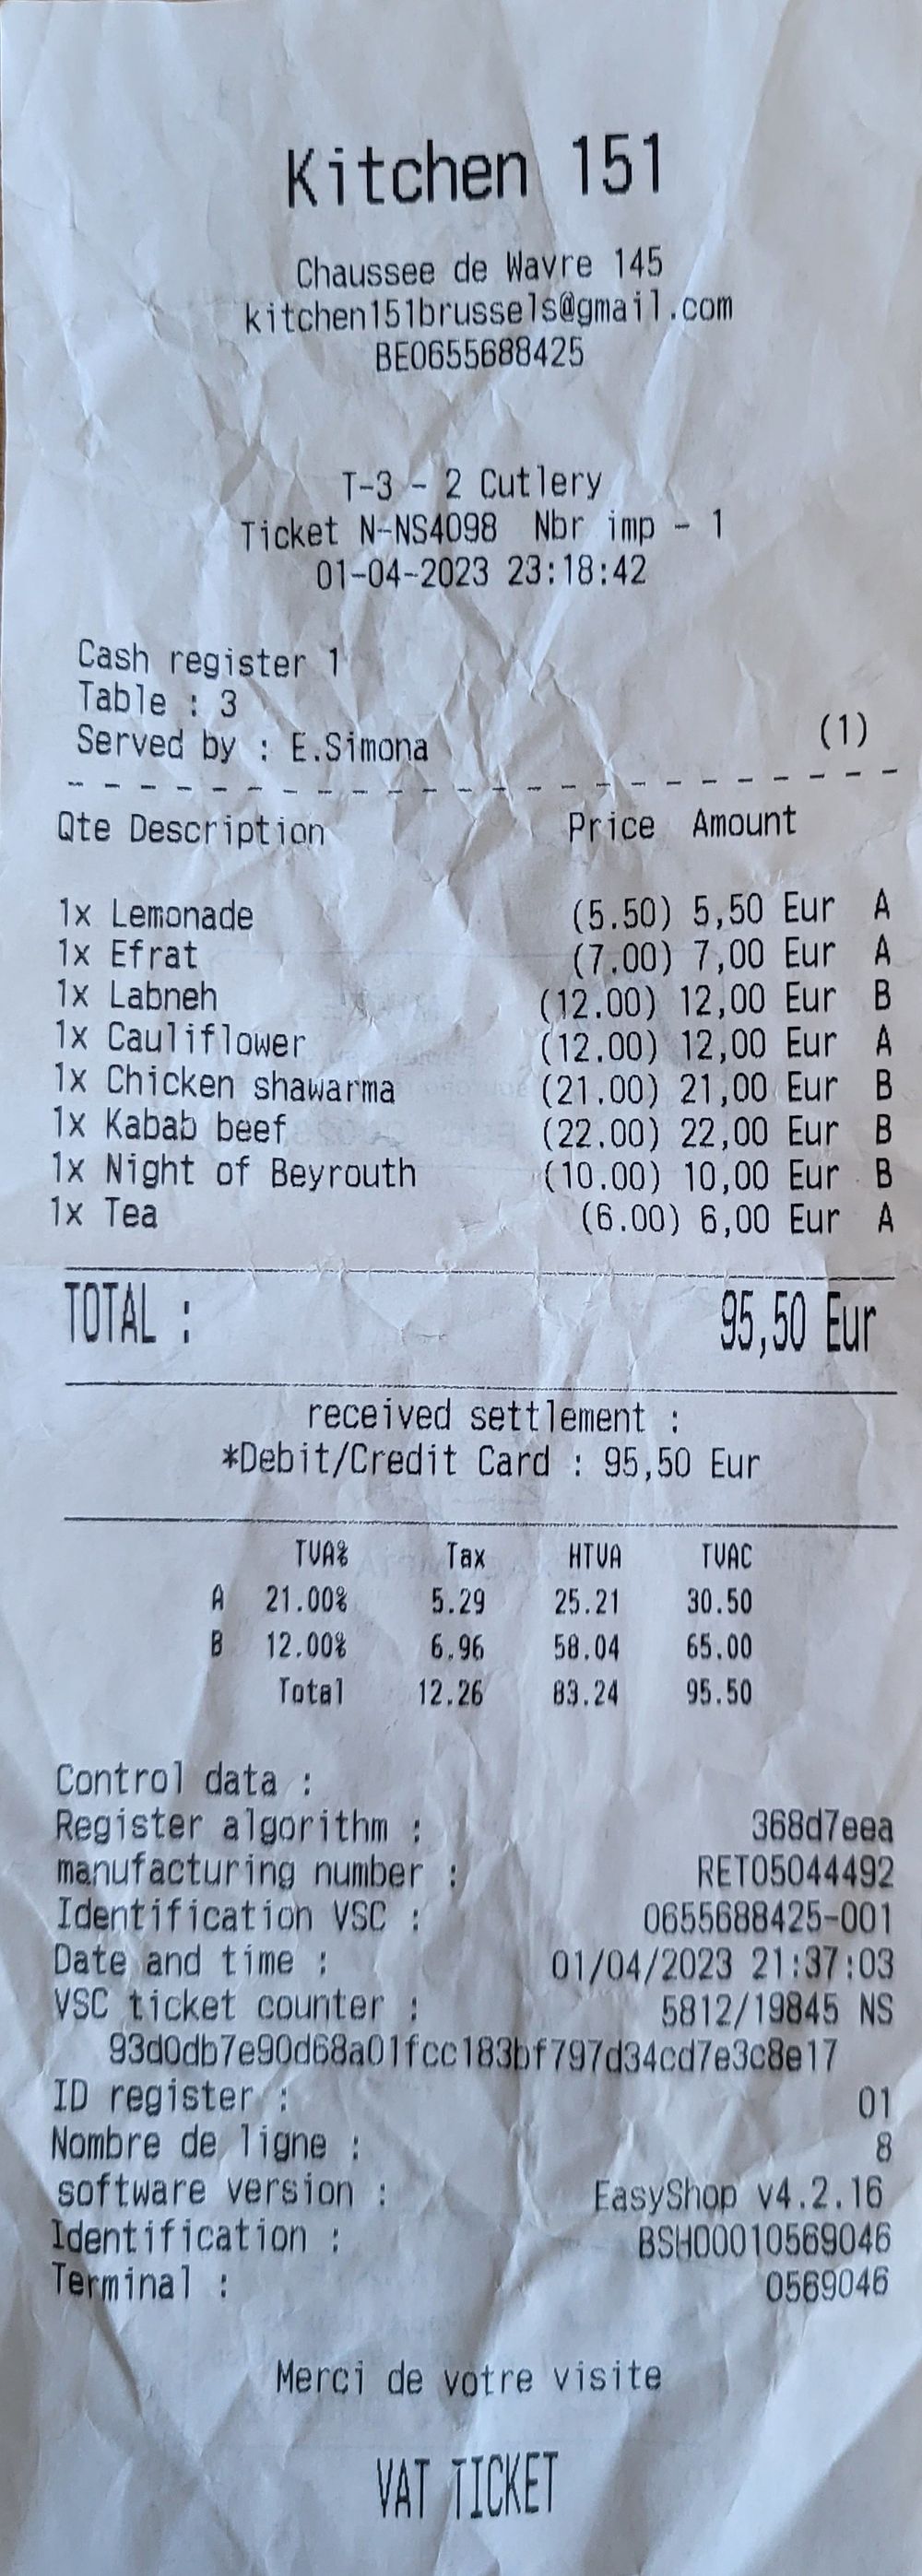 Kitchen 151
Chaussee de Wavre 145
kitchen151brussels@gmail.com
BE0655688425
T-3 - 2 Cutlery
Ticket N-NS4098 Nbr imp - 1
01-04-2023 23:18:42
Cash register 1
Table : 3
Served by : E.Simona (1)
Qte Description Price Amount
1x Lemonade (5.50) 5,50 Eur A
1x Efrat (7.00) 7,00 Eur A
1x Labneh (12.00) 12,00 Eur B
1x Cauliflower (12.00) 12,00 Eur A
1x Chicken shawarma (21.00) 21,00 Eur B
1x Kabab beef (22.00) 22,00 Eur B
1x Night of Beyrouth (10.00) 10,00 Eur B
1x Tea (6.00) 6,00 Eur A
TOTAL : 95,50 Eur
received settlement :
*Debit/Credit Card : 95,50 Eur
TVA% Tax HTVA TVAC
A 21.00% 5.29 25.21 30.50
B 12.00% 6.96 58.04 65.00
Total 12.26 83.24 95.50
Control data :
Register algorithm : 368d7eea
manufacturing number : RET05044492
Identification VSC : 0655688425-001
Date and time : 01/04/2023 21:37:03
VSC ticket counter : 5812/19845 NS
93d0db7e90d68a01fcc183bf797d34cd7e3c8e17
ID register : 01
Nombre de ligne : 8
software version : EasyShop v4.2.16
Identification : BSH00010569046
Terminal : 0569046
Merci de votre visite
VAT TICKET